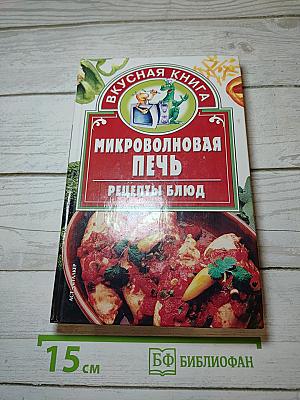 ВКУСНАЯ КНИГА
МИКРОВОЛНОВАЯ
ПЕЧЬ
РЕЦЕПТЫ БЛЮД
15 см
БФ БИБЛИОФАН